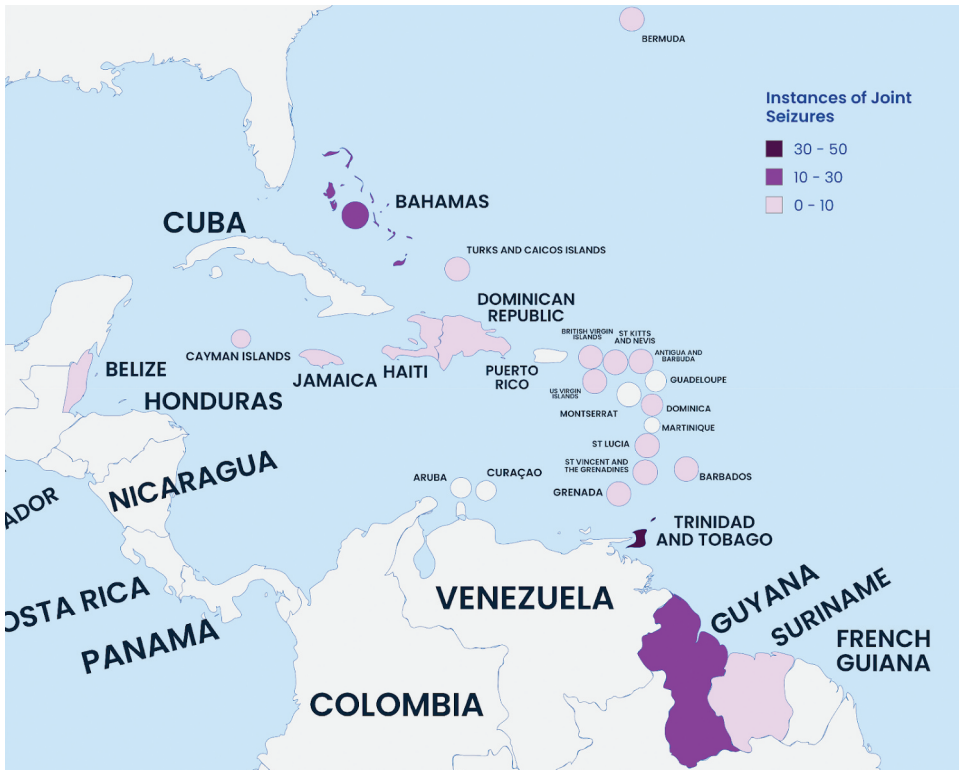 BERMUDA
Instances of Joint
Seizures
30 - 50
10 - 30
0 - 10
BAHAMAS
CUBA
TURKS AND CAICOS ISLANDS
DOMINICAN
REPUBLIC
BRITISH VIRGIN
ISLANDS
ST KITTS
AND NEVIS
ANTIGUA AND
BARBUDA
CAYMAN ISLANDS
BELIZE
JAMAICA
HAITI
PUERTO
RICO
GUADELOUPE
US VIRGIN
ISLANDS
HONDURAS
MONTSERRAT
DOMINICA
MARTINIQUE
ST LUCIA
NICARAGUA
ST VINCENT AND
THE GRENADINES
BARBADOS
ARUBA
CURAÇAO
GRENADA
ADOR
TRINIDAD
AND TOBAGO
OSTA RICA
VENEZUELA
GUYANA
SURINAME
PANAMA
FRENCH
GUIANA
COLOMBIA